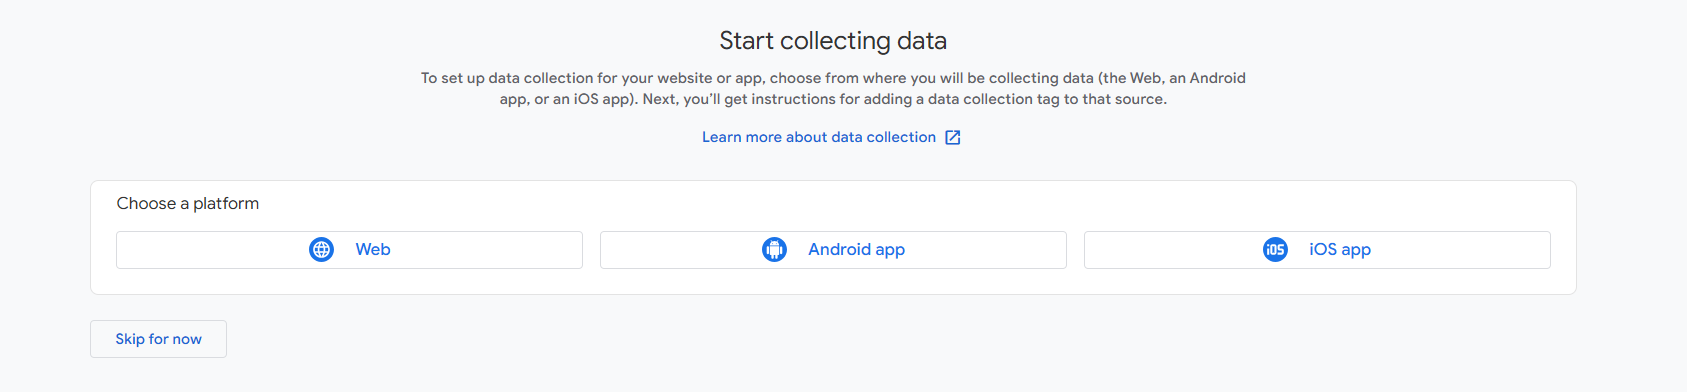 Start collecting data
To set up data collection for your website or app, choose from where you will be collecting data (the Web, an Android
app, or an iOS app). Next, you’ll get instructions for adding a data collection tag to that source.
Learn more about data collection
Choose a platform
Web
Android app
iOS iOS app
Skip for now